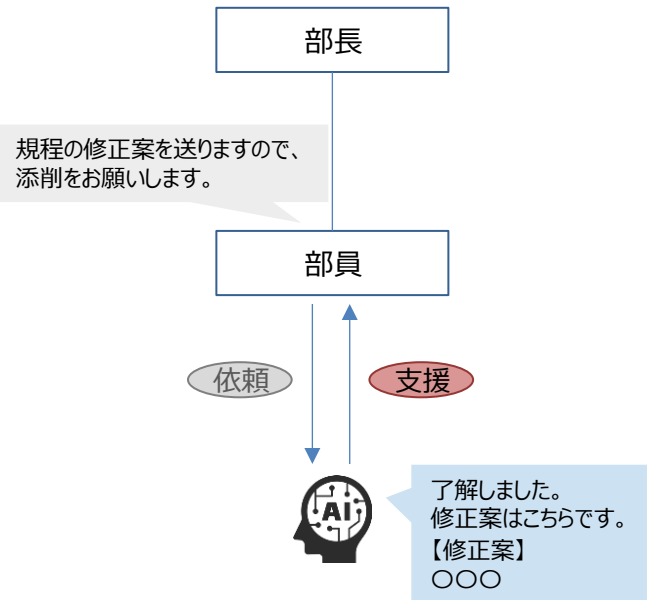 部長
規程の修正案を送りますので、
添削をお願いします。
部員
依頼
支援
AI
了解しました。
修正案はこちらです。
【修正案】
〇〇〇